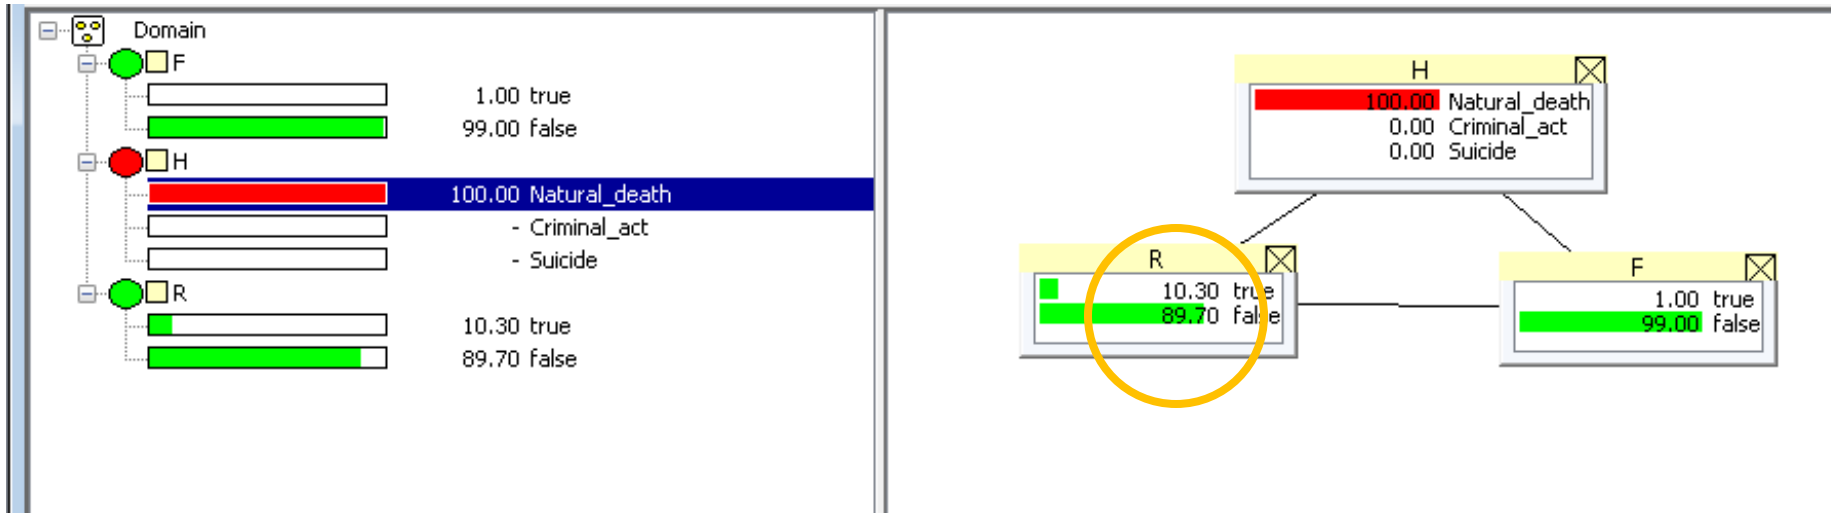 Domain
F
1.00 true
99.00 false
H
100.00 Natural_death
- Criminal_act
- Suicide
R
10.30 true
89.70 false
H
100.00 Natural_death
0.00 Criminal_act
0.00 Suicide
R
10.30 true
89.70 false
F
1.00 true
99.00 false